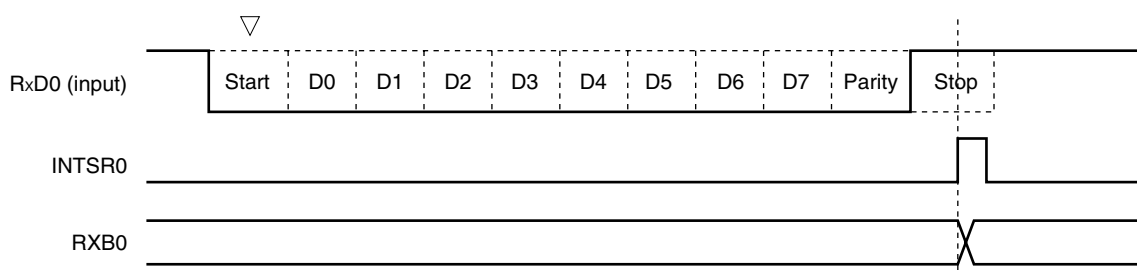 RxD0 (input) Start D0 D1 D2 D3 D4 D5 D6 D7 Parity Stop
INTSR0
RXB0